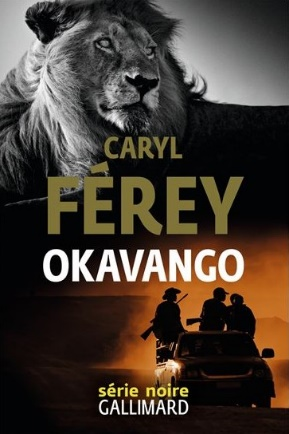 CARYL
FÉREY
OKAVANGO
série noire
GALLIMARD